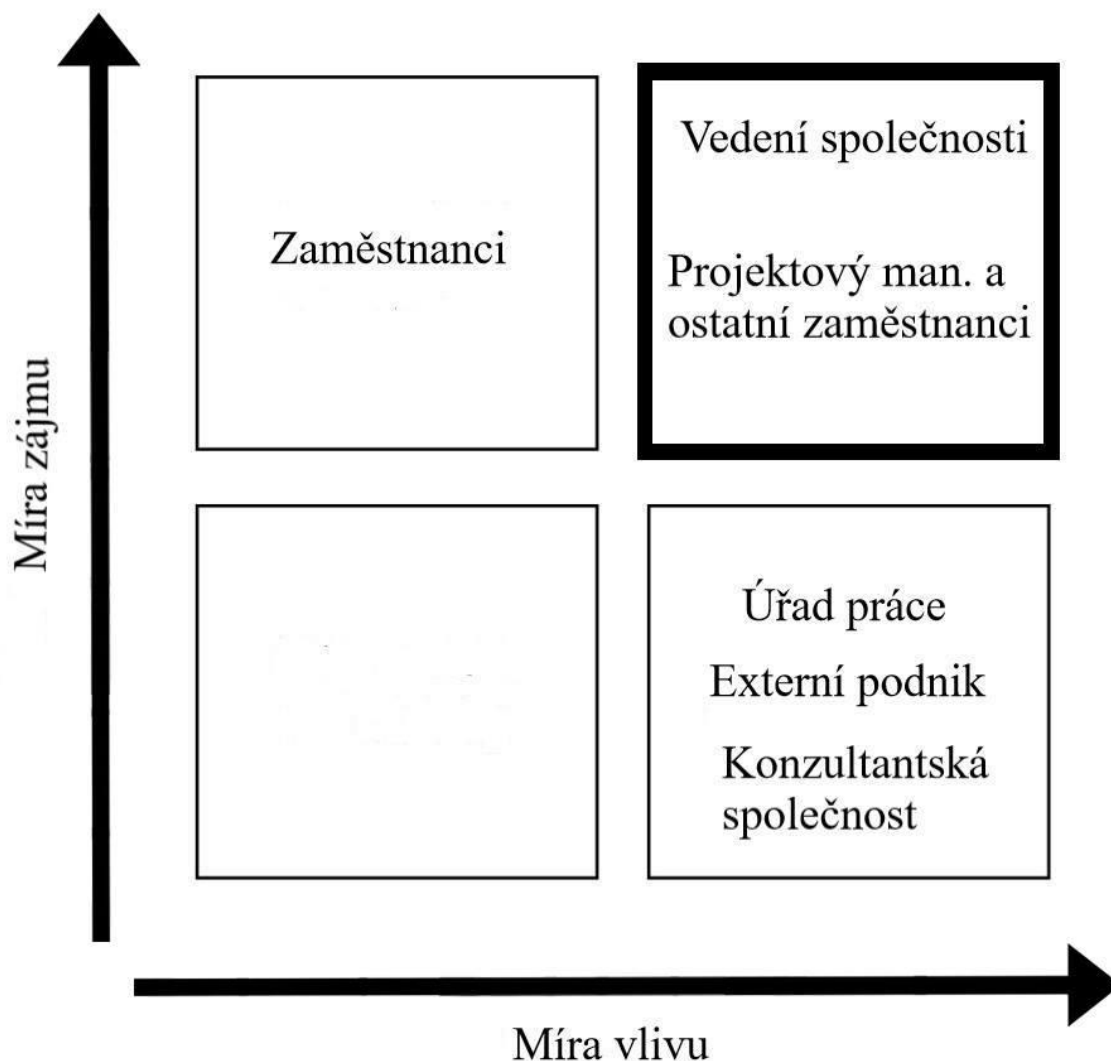 Vedení společnosti
Zaměstnanci
Projektový man. a
ostatní zaměstnanci
Míra zájmu
Úřad práce
Externí podnik
Konzultantská
společnost
Míra vlivu